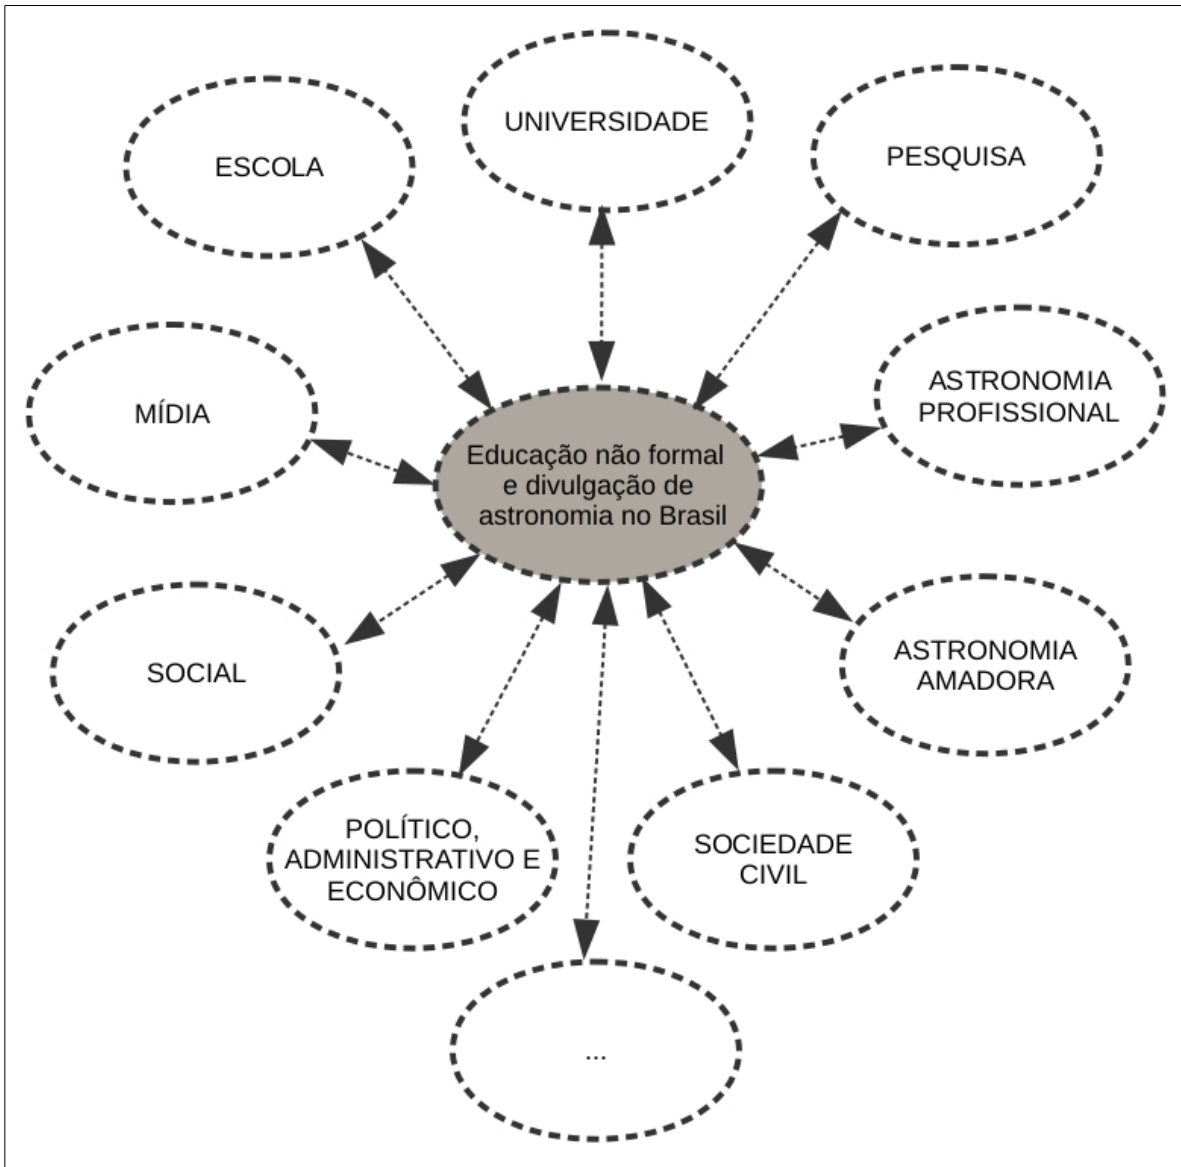 UNIVERSIDADE
ESCOLA
PESQUISA
MÍDIA
ASTRONOMIA
PROFISSIONAL
Educação não formal
e divulgação de
astronomia no Brasil
SOCIAL
ASTRONOMIA
AMADORA
POLÍTICO,
ADMINISTRATIVO E
ECONÔMICO
SOCIEDADE
CIVIL
...